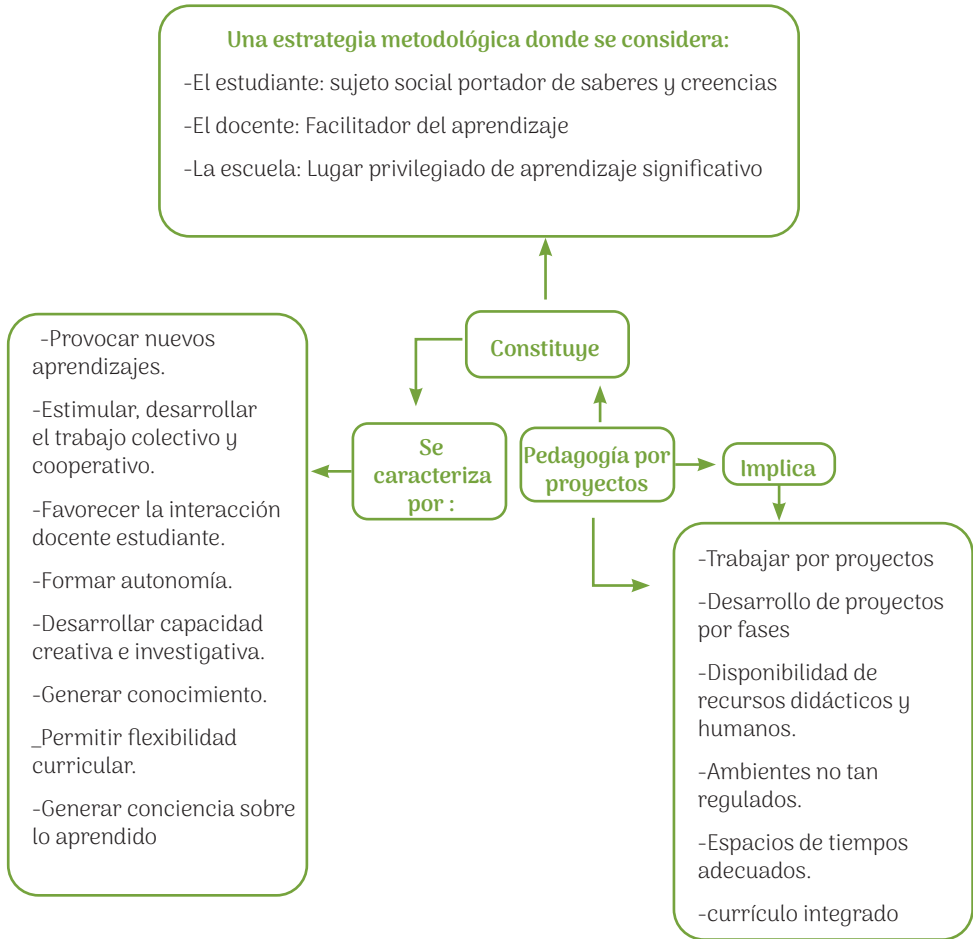 Una estrategia metodológica donde se considera:
-El estudiante: sujeto social portador de saberes y creencias
-El docente: Facilitador del aprendizaje
-La escuela: Lugar privilegiado de aprendizaje significativo
Constituye
Se
caracteriza
por :
Pedagogía por
proyectos
Implica
-Provocar nuevos
aprendizajes.
-Estimular, desarrollar
el trabajo colectivo y
cooperativo.
-Favorecer la interacción
docente estudiante.
-Formar autonomía.
-Desarrollar capacidad
creativa e investigativa.
-Generar conocimiento.
_Permitir flexibilidad
curricular.
-Generar conciencia sobre
lo aprendido
-Trabajar por proyectos
-Desarrollo de proyectos
por fases
-Disponibilidad de
recursos didácticos y
humanos.
-Ambientes no tan
regulados.
-Espacios de tiempos
adecuados.
-currículo integrado